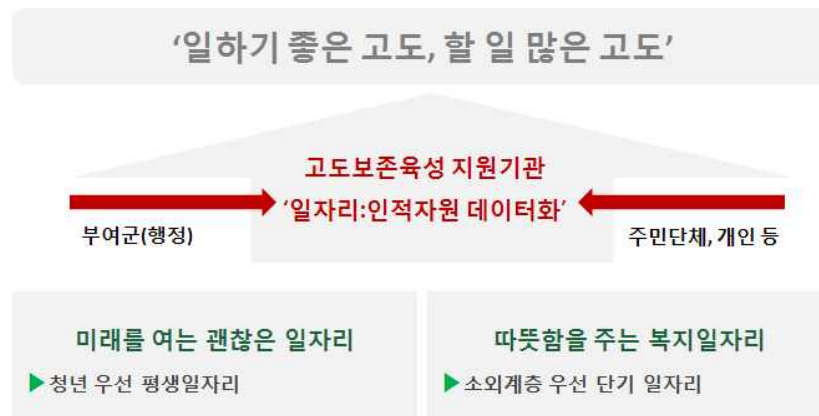 ‘일하기 좋은 고도, 할 일 많은 고도’
고도보존육성 지원기관
‘일자리:인적자원 데이터화’
부여군(행정)
주민단체, 개인 등
미래를 여는 괜찮은 일자리
▶청년 우선 평생일자리
따뜻함을 주는 복지일자리
▶소외계층 우선 단기 일자리